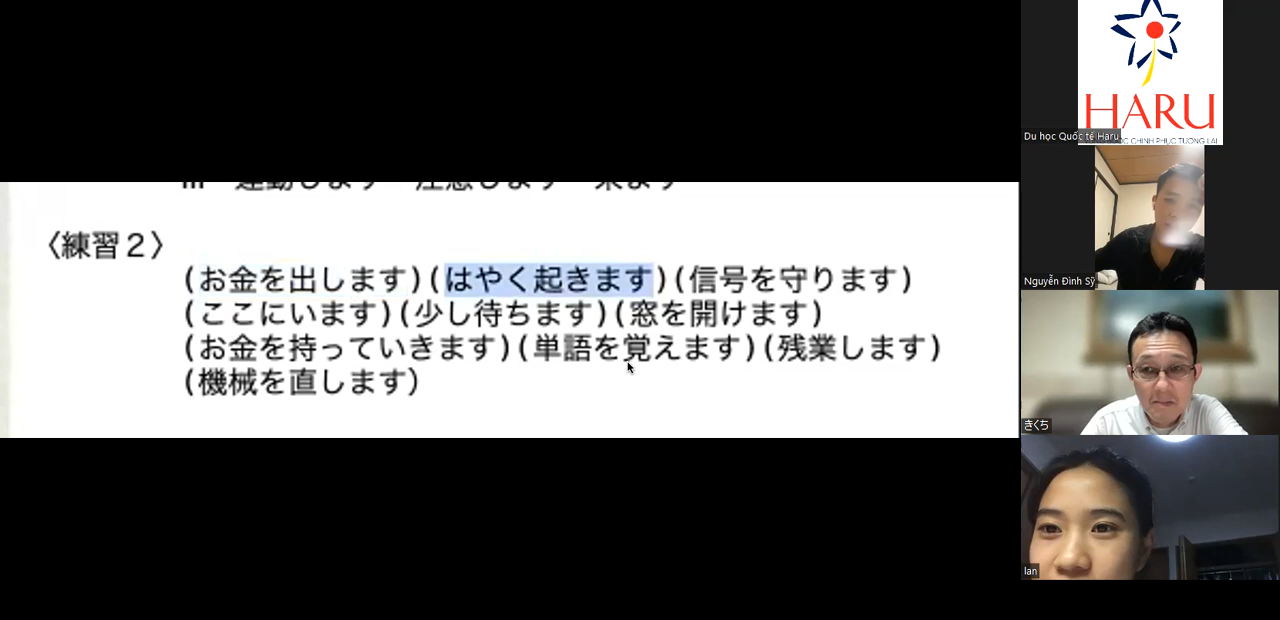 〈練習２〉
(お金を出します)(はやく起きます)(信号を守ります)
(ここにいます)(少し待ちます)(窓を開けます)
(お金を持っていきます)(単語を覚えます)(残業します)
(機械を直します)
HARU
Du học Quốc tế Haru
CHINH PHỤC TƯƠNG LAI
Nguyễn Đình Sỹ
きくち
lan